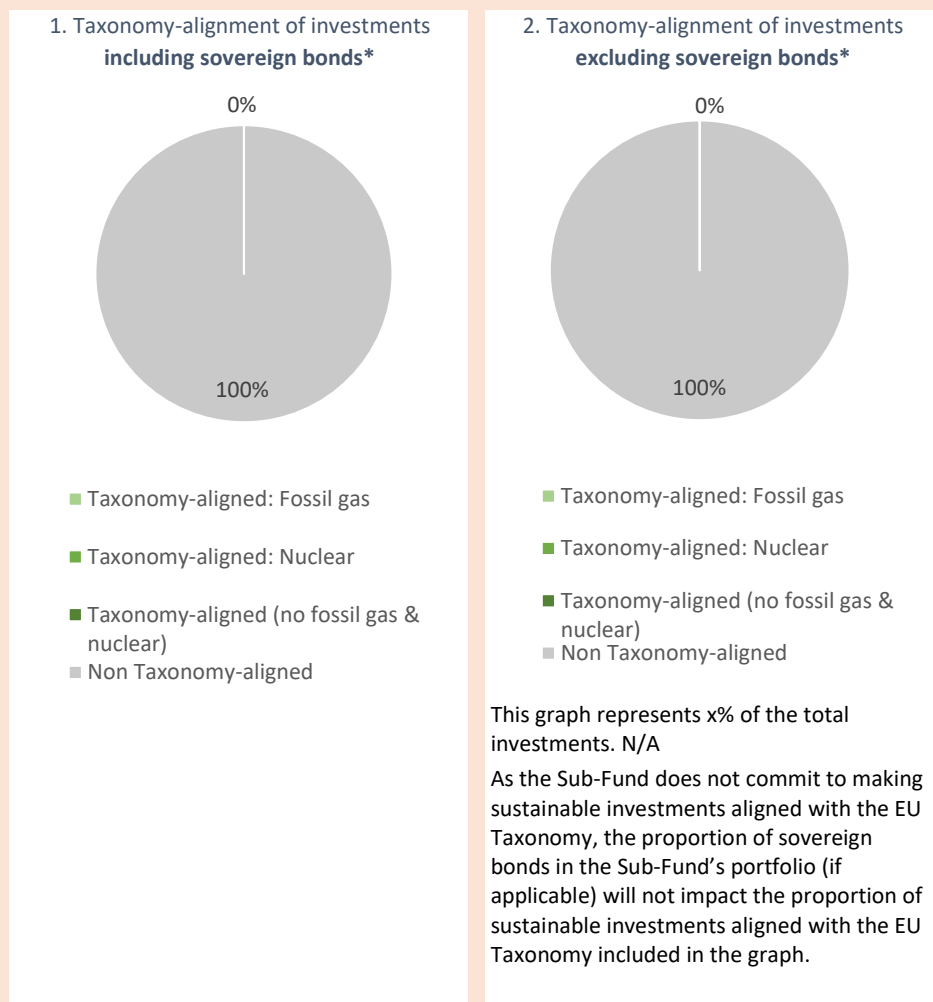 1. Taxonomy-alignment of investments
including sovereign bonds*
0%
100%
Taxonomy-aligned: Fossil gas
Taxonomy-aligned: Nuclear
Taxonomy-aligned (no fossil gas &
nuclear)
Non Taxonomy-aligned
2. Taxonomy-alignment of investments
excluding sovereign bonds*
0%
100%
Taxonomy-aligned: Fossil gas
Taxonomy-aligned: Nuclear
Taxonomy-aligned (no fossil gas &
nuclear)
Non Taxonomy-aligned
This graph represents x% of the total
investments. N/A
As the Sub-Fund does not commit to making
sustainable investments aligned with the EU
Taxonomy, the proportion of sovereign
bonds in the Sub-Fund’s portfolio (if
applicable) will not impact the proportion of
sustainable investments aligned with the EU
Taxonomy included in the graph.